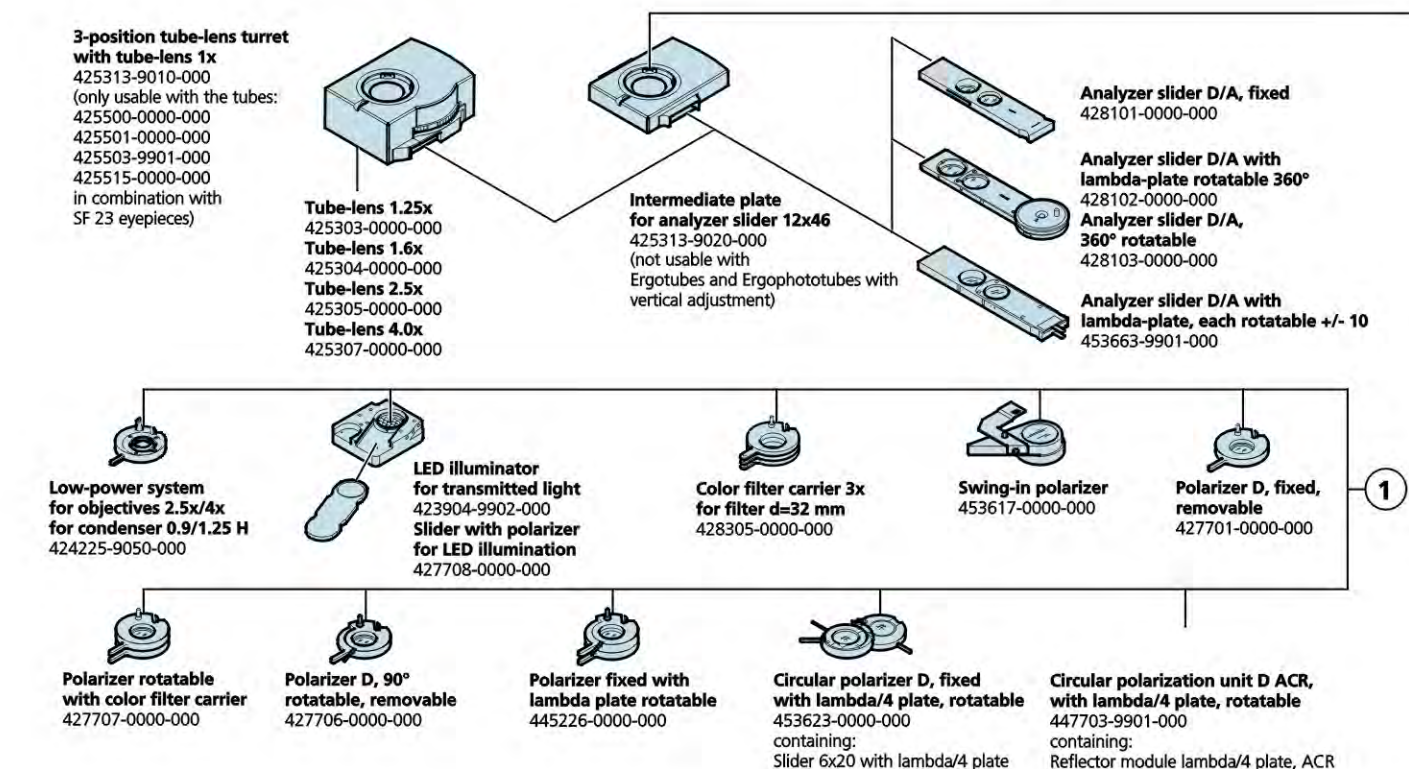 3-position tube-lens turret
with tube-lens 1x
425313-9010-000
(only usable with the tubes:
425500-0000-000
425501-0000-000
425503-9901-000
425515-0000-000
in combination with
SF 23 eyepieces)
Tube-lens 1.25x
425303-0000-000
Tube-lens 1.6x
425304-0000-000
Tube-lens 2.5x
425305-0000-000
Tube-lens 4.0x
425307-0000-000
Intermediate plate
for analyzer slider 12x46
425313-9020-000
(not usable with
Ergotubes and Ergophototubes with
vertical adjustment)
Analyzer slider D/A, fixed
428101-0000-000
Analyzer slider D/A with
lambda-plate rotatable 360°
428102-0000-000
Analyzer slider D/A,
360° rotatable
428103-0000-000
Analyzer slider D/A with
lambda-plate, each rotatable +/- 10
453663-9901-000
Low-power system
for objectives 2.5x/4x
for condenser 0.9/1.25 H
424225-9050-000
LED illuminator
for transmitted light
423904-9902-000
Slider with polarizer
for LED illumination
427708-0000-000
Color filter carrier 3x
for filter d=32 mm
428305-0000-000
Swing-in polarizer
453617-0000-000
Polarizer D, fixed,
removable
427701-0000-000
1
Polarizer rotatable
with color filter carrier
427707-0000-000
Polarizer D, 90°
rotatable, removable
427706-0000-000
Polarizer fixed with
lambda plate rotatable
445226-0000-000
Circular polarizer D, fixed
with lambda/4 plate, rotatable
453623-0000-000
containing:
Slider 6x20 with lambda/4 plate
Circular polarization unit D ACR,
with lambda/4 plate, rotatable
447703-9901-000
containing:
Reflector module lambda/4 plate, ACR